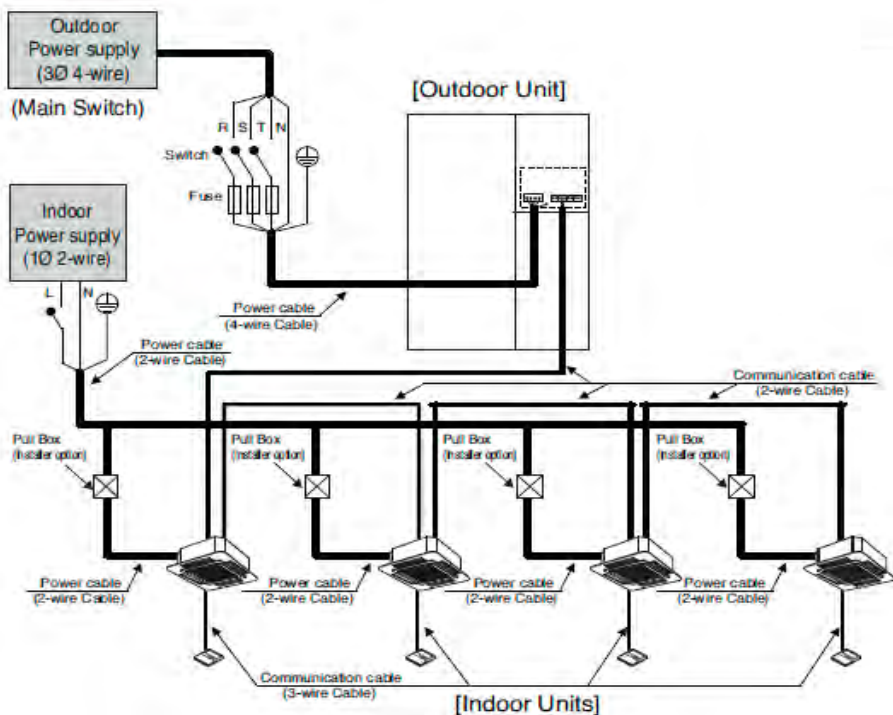 Outdoor
Power supply
(3Ø 4-wire)
(Main Switch)
[Outdoor Unit]
R S T N
Switch
Fuse
Indoor
Power supply
(1Ø 2-wire)
L N
Power cable
(4-wire Cable)
Power cable
(2-wire Cable)
Communication cable
(2-wire Cable)
Pull Box
(Installer option)
Pull Box
(Installer option)
Pull Box
(Installer option)
Pull Box
(Installer option)
Power cable
(2-wire Cable)
Power cable
(2-wire Cable)
Power cable
(2-wire Cable)
Power cable
(2-wire Cable)
Communication cable
(3-wire Cable)
[Indoor Units]